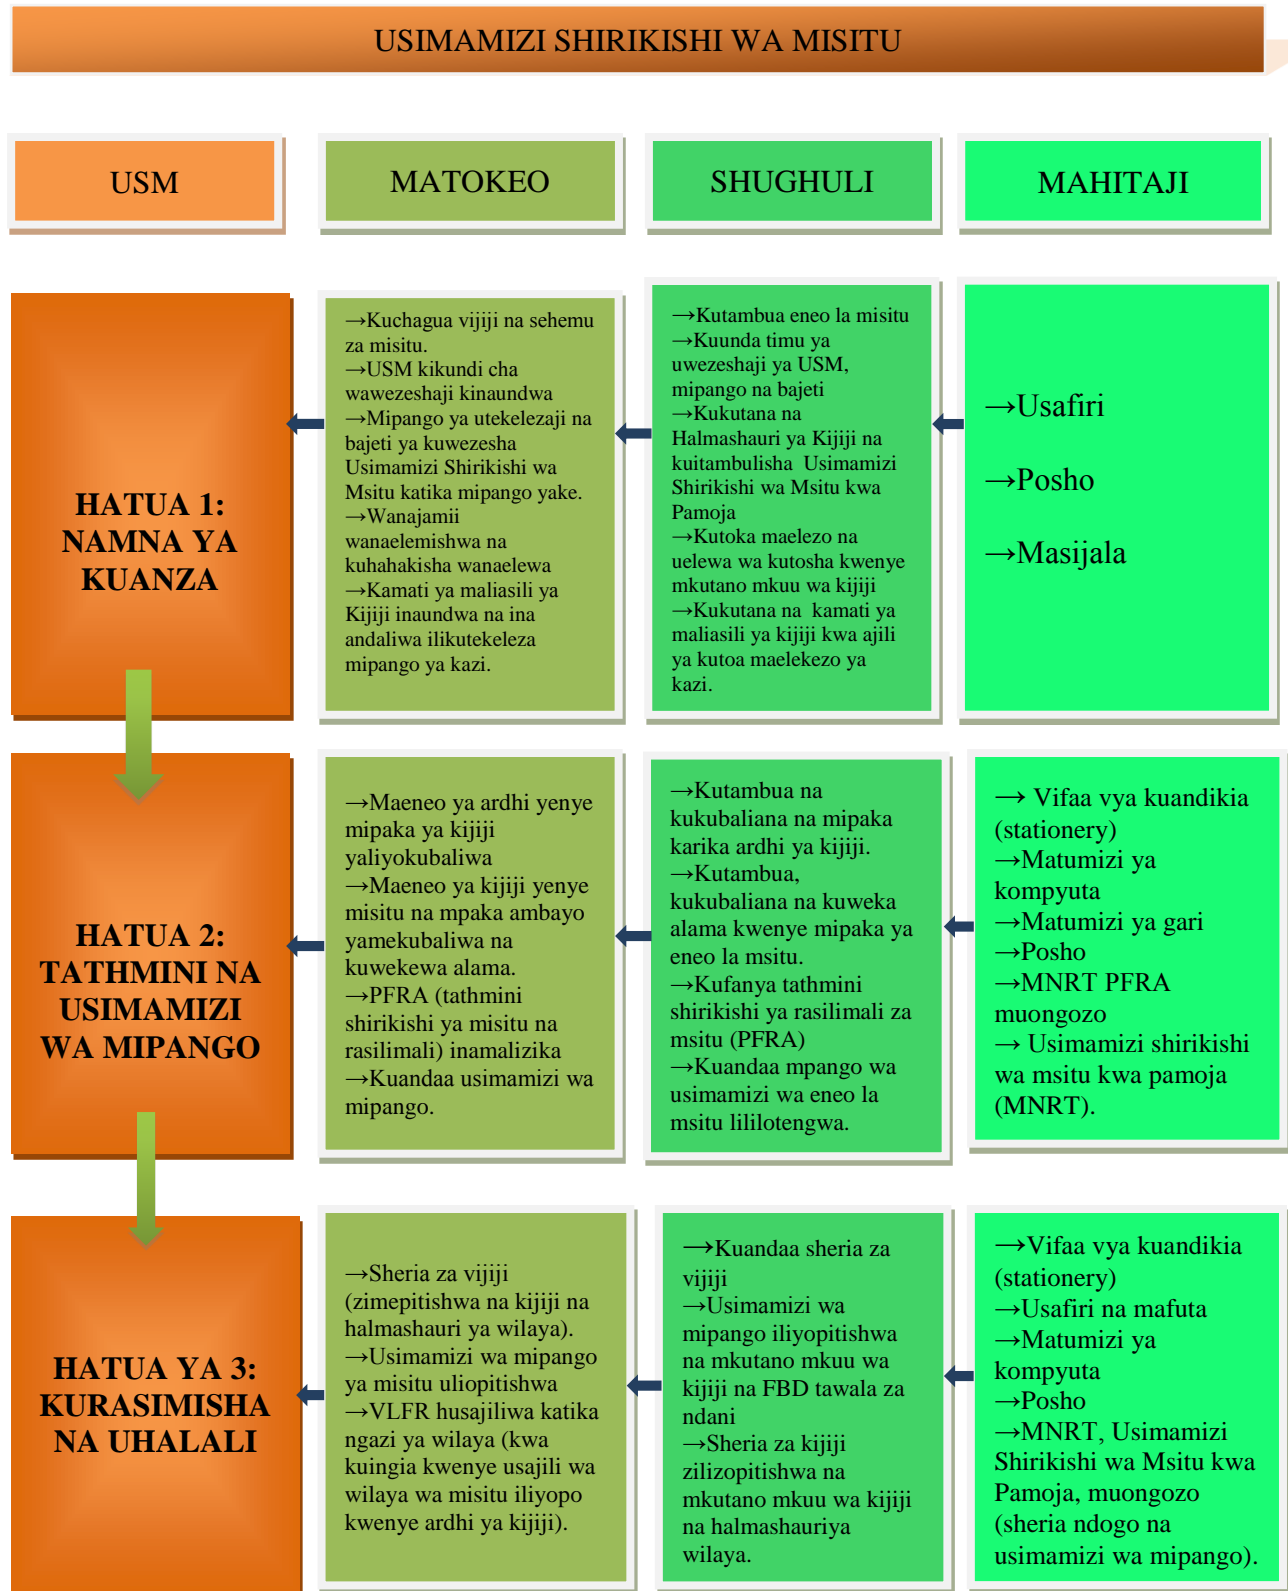 USIMAMIZI SHIRIKISHI WA MISITU
USM
MATOKEO
SHUGHULI
MAHITAJI
HATUA 1:
NAMNA YA
KUANZA
→Kuchagua vijiji na sehemu
za misitu.
→USM kikundi cha
wawezeshaji kinaundwa
→Mipango ya utekelezaji na
bajeti ya kuwezesha
Usimamizi Shirikishi wa
Msitu katika mipango yake.
→Wanajamii
wanaelemishwa na
kuhahakisha wanaelewa
→Kamati ya maliasili ya
Kijiji inaundwa na ina
andaliwa ilikutekeleza
mipango ya kazi.
→Kutambua eneo la misitu
→Kuunda timu ya
uwezeshaji ya USM,
mipango na bajeti
→Kukutana na
Halmashauri ya Kijiji na
kuitambulisha Usimamizi
Shirikishi wa Msitu kwa
Pamoja
→Kutoka maelezo na
uelewa wa kutosha kwenye
mkutano mkuu wa kijiji
→Kukutana na kamati ya
maliasili ya kijiji kwa ajili
ya kutoa maelekezo ya
kazi.
→Usafiri
→Posho
→Masijala
HATUA 2:
TATHMINI NA
USIMAMIZI
WA MIPANGO
→Maeneo ya ardhi yenye
mipaka ya kijiji
yaliyokubaliwa
→Maeneo ya kijiji yenye
misitu na mpaka ambayo
yamekubaliwa na
kuwekewa alama.
→PFRA (tathmini
shirikishi ya misitu na
rasilimali) inamalizika
→Kuandaa usimamizi wa
mipango.
→Kutambua na
kukubaliana na mipaka
karika ardhi ya kijiji.
→Kutambua,
kukubaliana na kuweka
alama kwenye mipaka ya
eneo la msitu.
→Kufanya tathmini
shirikishi ya rasilimali za
msitu (PFRA)
→Kuandaa mpango wa
usimamizi wa eneo la
msitu lililotengwa.
→ Vifaa vya kuandikia
(stationery)
→Matumizi ya
kompyuta
→Matumizi ya gari
→Posho
→MNRT PFRA
muongozo
→ Usimamizi shirikishi
wa msitu kwa pamoja
(MNRT).
HATUA YA 3:
KURASIMISHA
NA UHALALI
→Sheria za vijiji
(zimepitishwa na kijiji na
halmashauri ya wilaya).
→Usimamizi wa mipango
ya misitu uliopitishwa
→VLFR husajiliwa katika
ngazi ya wilaya (kwa
kuingia kwenye usajili wa
wilaya wa misitu iliyopo
kwenye ardhi ya kijiji).
→Kuandaa sheria za
vijiji
→Usimamizi wa
mipango iliyopitishwa
na mkutano mkuu wa
kijiji na FBD tawala za
ndani
→Sheria za kijiji
zilizopitishwa na
mkutano mkuu wa kijiji
na halmashauriya
wilaya.
→Vifaa vya kuandikia
(stationery)
→Usafiri na mafuta
→Matumizi ya
kompyuta
→Posho
→MNRT, Usimamizi
Shirikishi wa Msitu kwa
Pamoja, muongozo
(sheria ndogo na
usimamizi wa mipango).